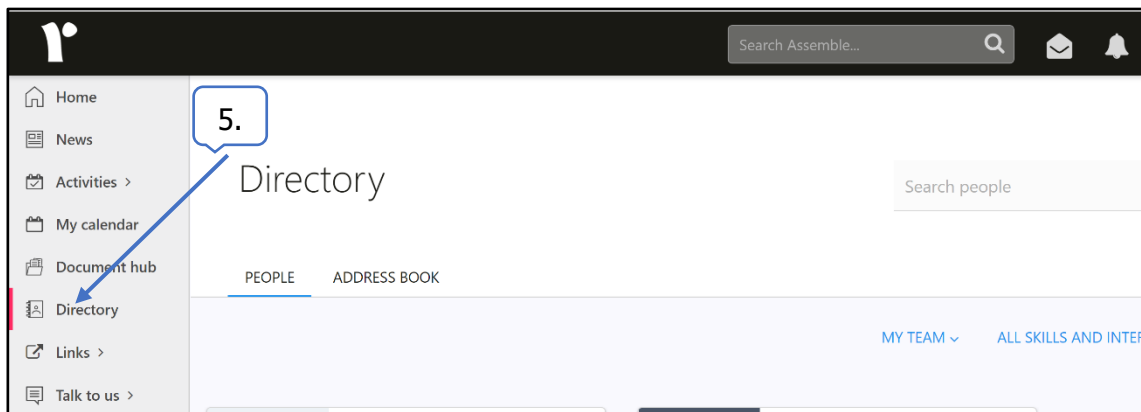 r
Search Assemble...
Home
5.
News
Activities >
Directory
Search people
My calendar
Document hub
PEOPLE ADDRESS BOOK
Directory
MY TEAM ALL SKILLS AND INTER
Links >
Talk to us >